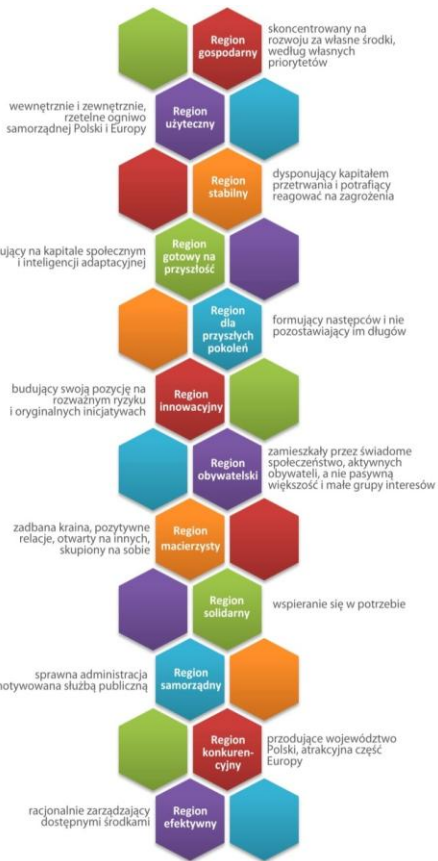 Region
gospodarny
skoncentrowany na
rozwoju za własne środki,
według własnych
priorytetów
wewnętrznie i zewnętrznie,
rzetelne ogniwo
samorządnej Polski i Europy
Region
użyteczny
Region
stabilny
dysponujący kapitałem
przetrwania i potrafiący
reagować na zagrożenia
ujący na kapitale społecznym
i inteligencji adaptacyjnej
Region
gotowy na
przyszłość
Region
dla
przyszłych
pokoleń
formujący następców i nie
pozostawiający im długów
budujący swoją pozycję na
rozważnym ryzyku
i oryginalnych inicjatywach
Region
innowacyjny
Region
obywatelski
zamieszkały przez świadome
społeczeństwo, aktywnych
obywateli, a nie pasywną
większość i małe grupy interesów
zadbana kraina, pozytywne
relacje, otwarty na innych,
skupiony na sobie
Region
macierzysty
Region
solidarny
wspieranie się w potrzebie
sprawna administracja
motywowana służbą publiczną
Region
samorządny
Region
konkuren-
cyjny
przodujące województwo
Polski, atrakcyjna część
Europy
racjonalnie zarządzający
dostępnymi środkami
Region
efektywny